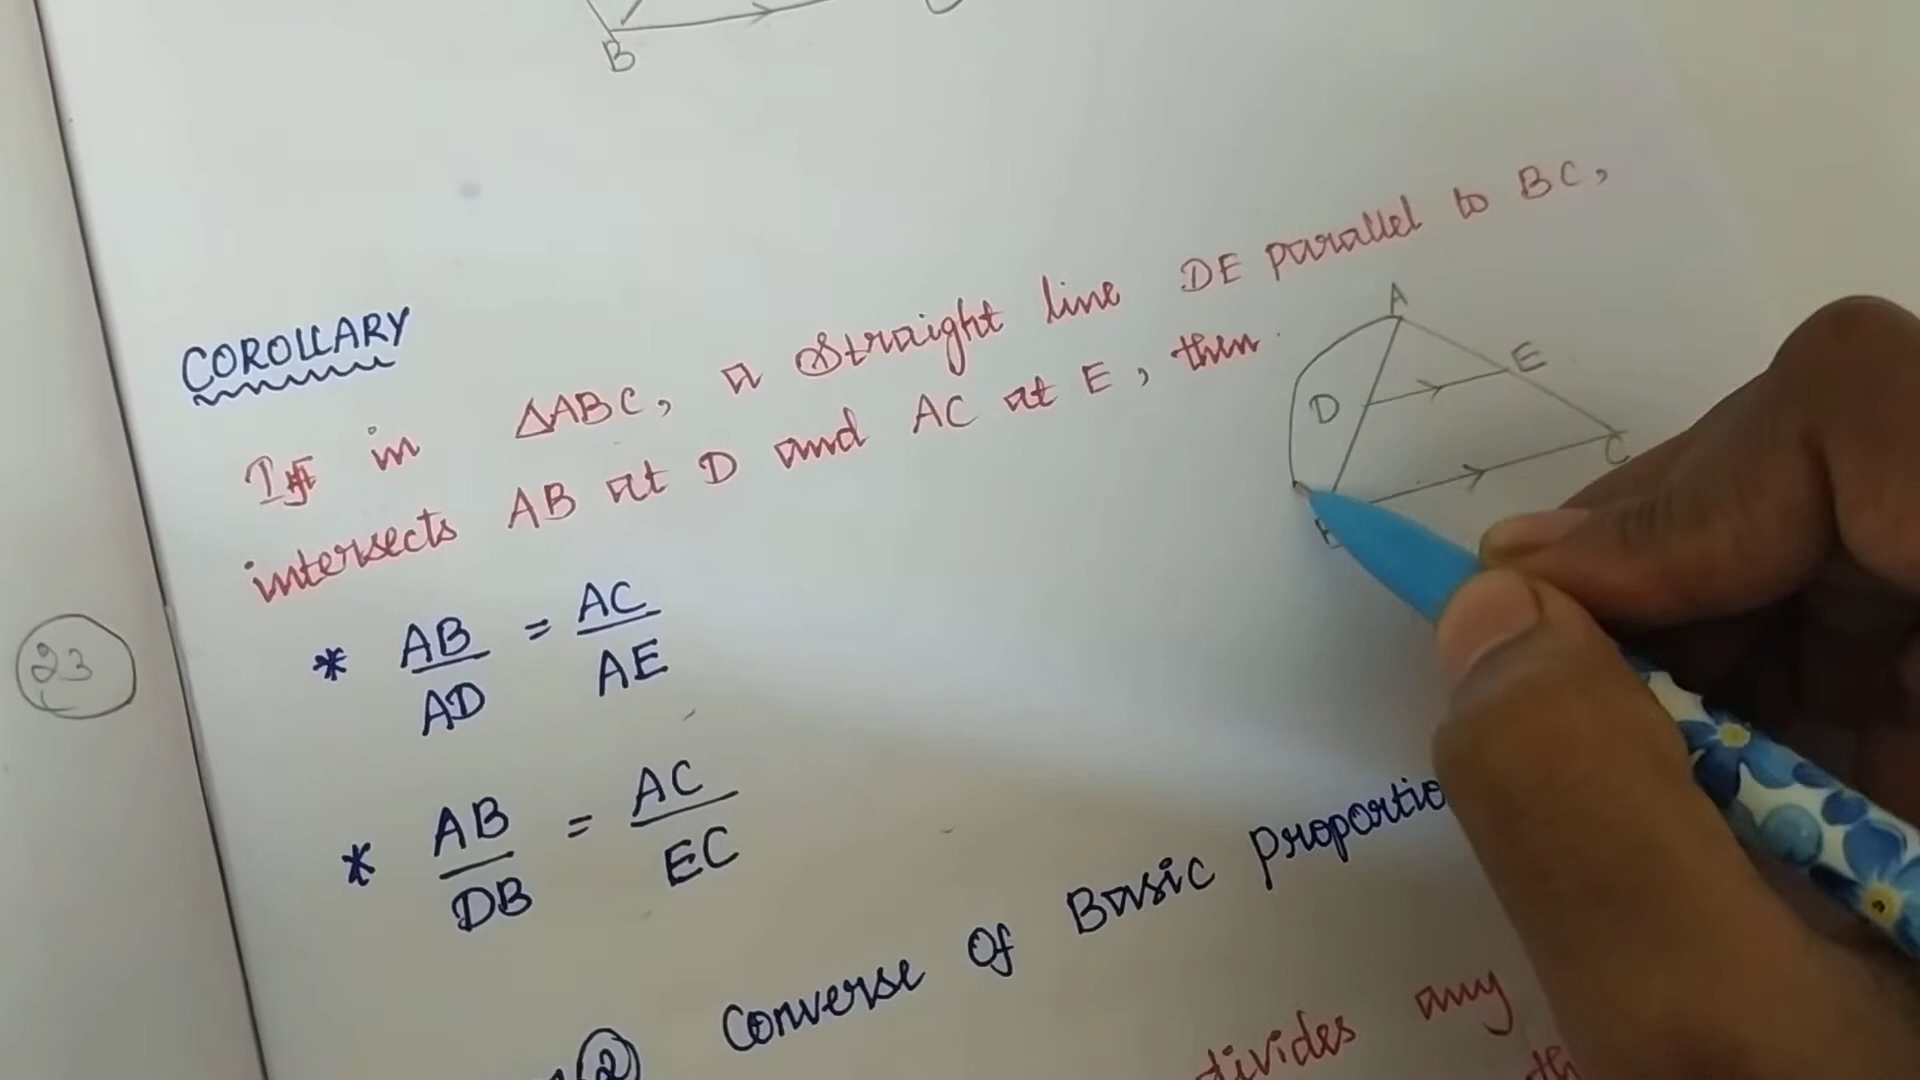 B
COROLLARY
If in ΔABC, a Straight line DE parallel to BC,
intersects AB at D and AC at E, then
A
D
E
C
* AB/AD = AC/AE
* AB/DB = AC/EC
23
2 Converse Of Basic
divides any